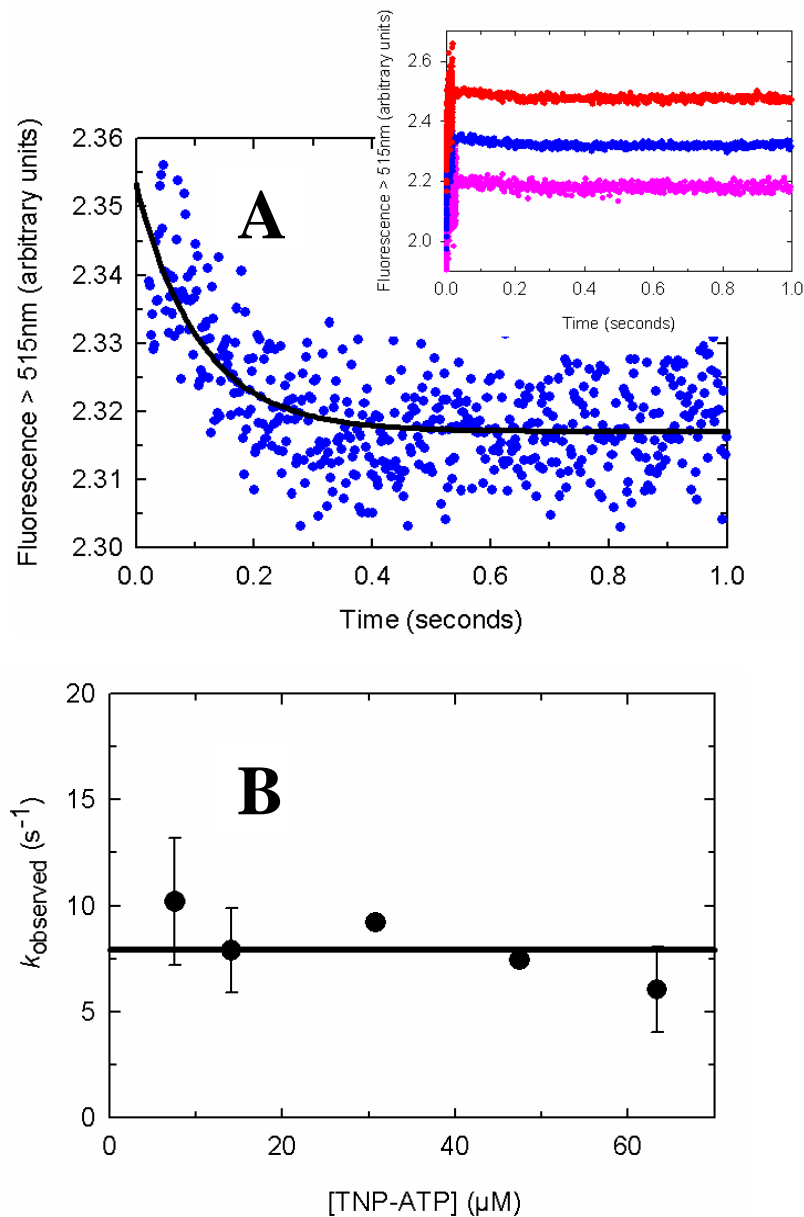 A
Fluorescence > 515nm (arbitrary units)
2.36
2.35
2.34
2.33
2.32
2.31
2.30
0.0 0.2 0.4 0.6 0.8 1.0
Time (seconds)
Fluorescence > 515nm (arbitrary units)
2.6
2.4
2.2
2.0
0.0 0.2 0.4 0.6 0.8 1.0
Time (seconds)
B
kobserved (s⁻¹)
20
15
10
5
0
0 20 40 60
[TNP-ATP] (µM)